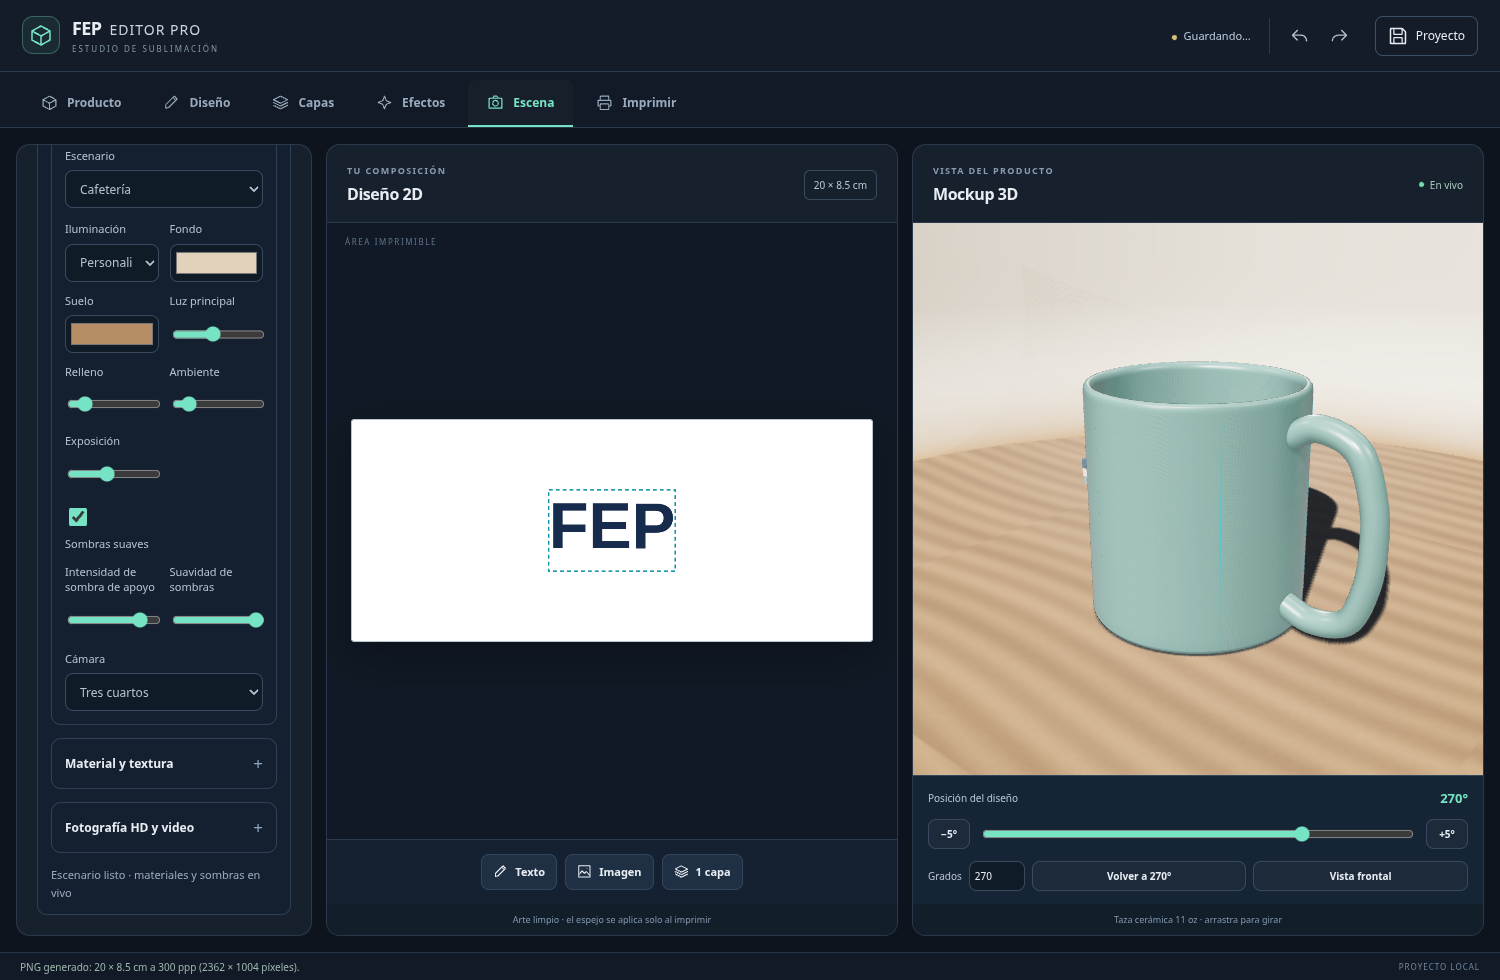 FEP EDITOR PRO
ESTUDIO DE SUBLIMACIÓN
Guardando...
Proyecto
Producto
Diseño
Capas
Efectos
Escena
Imprimir
Escenario
Cafetería
Iluminación
Fondo
Personali
Suelo
Luz principal
Relleno
Ambiente
Exposición
Sombras suaves
Intensidad de
sombra de apoyo
Suavidad de
sombras
Cámara
Tres cuartos
Material y textura +
Fotografía HD y video +
Escenario listo · materiales y sombras en
vivo
TU COMPOSICIÓN
Diseño 2D
20 × 8.5 cm
ÁREA IMPRIMIBLE
FEP
Texto
Imagen
1 capa
Arte limpio · el espejo se aplica solo al imprimir
VISTA DEL PRODUCTO
Mockup 3D
En vivo
Posición del diseño
270°
−5°
+5°
Grados
270
Volver a 270°
Vista frontal
Taza cerámica 11 oz · arrastra para girar
PNG generado: 20 × 8.5 cm a 300 ppp (2362 × 1004 píxeles).
PROYECTO LOCAL